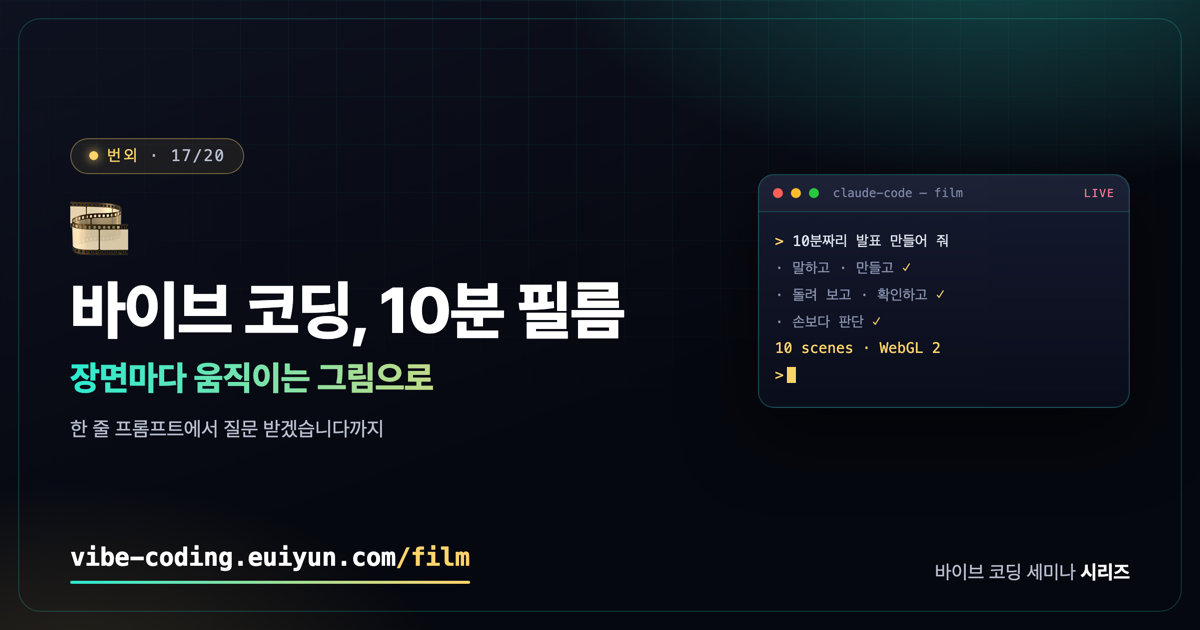 번외 · 17/20
바이브 코딩, 10분 필름
장면마다 움직이는 그림으로
한 줄 프롬프트에서 질문 받겠습니다까지
vibe-coding.euiyun.com/film
claude-code — film
LIVE
> 10분짜리 발표 만들어 줘
· 말하고 · 만들고 ✓
· 돌려 보고 · 확인하고 ✓
· 손보다 판단 ✓
10 scenes · WebGL 2
>
바이브 코딩 세미나 시리즈